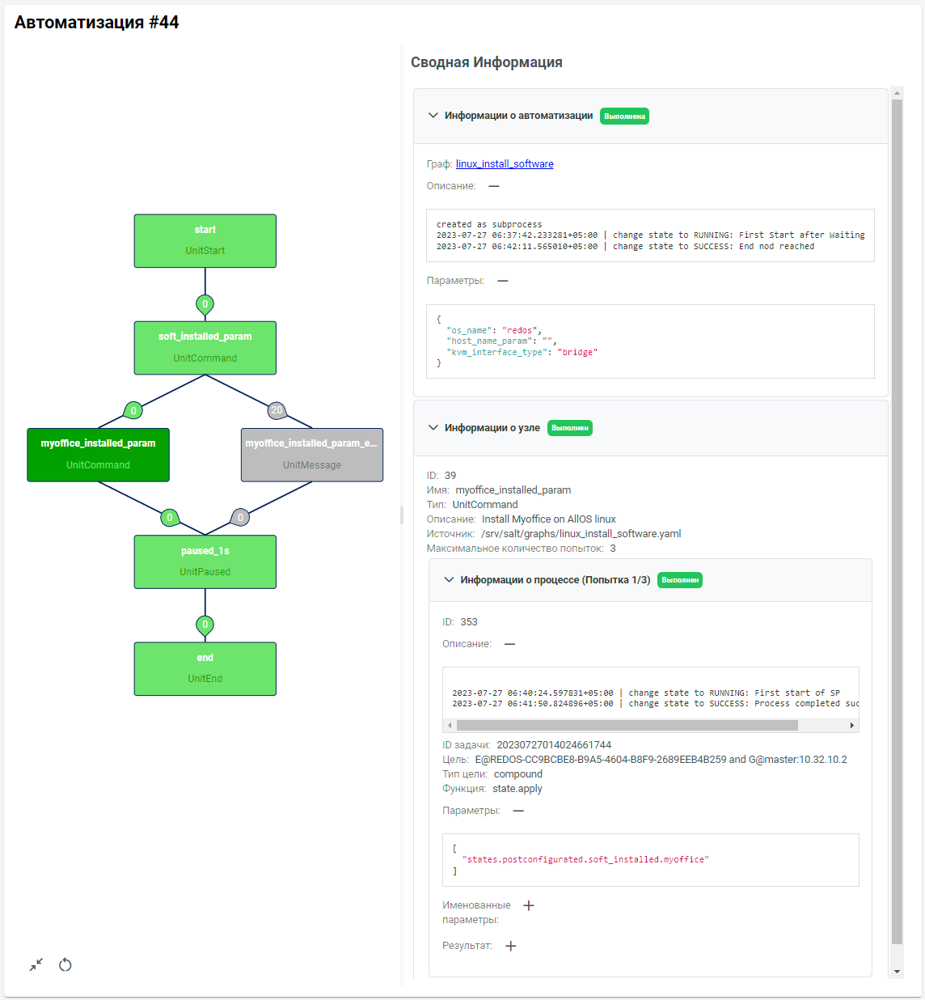 Автоматизация #44
start
UnitStart
0
soft_installed_param
UnitCommand
0
20
myoffice_installed_param
UnitCommand
myoffice_installed_param_e...
UnitMessage
0
0
paused_1s
UnitPaused
0
end
UnitEnd
Сводная Информация
Информации о автоматизации Выполнена
Граф: linux_install_software
Описание:
created as subprocess
2023-07-27 06:37:42.233281+05:00 | change state to RUNNING: First Start after Waiting
2023-07-27 06:42:11.565010+05:00 | change state to SUCCESS: End nod reached
Параметры:
{
"os_name": "redos",
"host_name_param": "",
"kvm_interface_type": "bridge"
}
Информации о узле Выполнен
ID: 39
Имя: myoffice_installed_param
Тип: UnitCommand
Описание: Install Myoffice on AllOS linux
Источник: /srv/salt/graphs/linux_install_software.yaml
Максимальное количество попыток: 3
Информации о процессе (Попытка 1/3) Выполнен
ID: 353
Описание:
2023-07-27 06:40:24.597831+05:00 | change state to RUNNING: First start of SP
2023-07-27 06:41:50.824896+05:00 | change state to SUCCESS: Process completed suc
ID задачи: 20230727014024661744
Цель: E@REDOS-CC9BCBE8-B9A5-4604-B8F9-2689EEB4B259 and G@master:10.32.10.2
Тип цели: compound
Функция: state.apply
Параметры:
[
"states.postconfigurated.soft_installed.myoffice"
]
Именованные
параметры:
Результат: